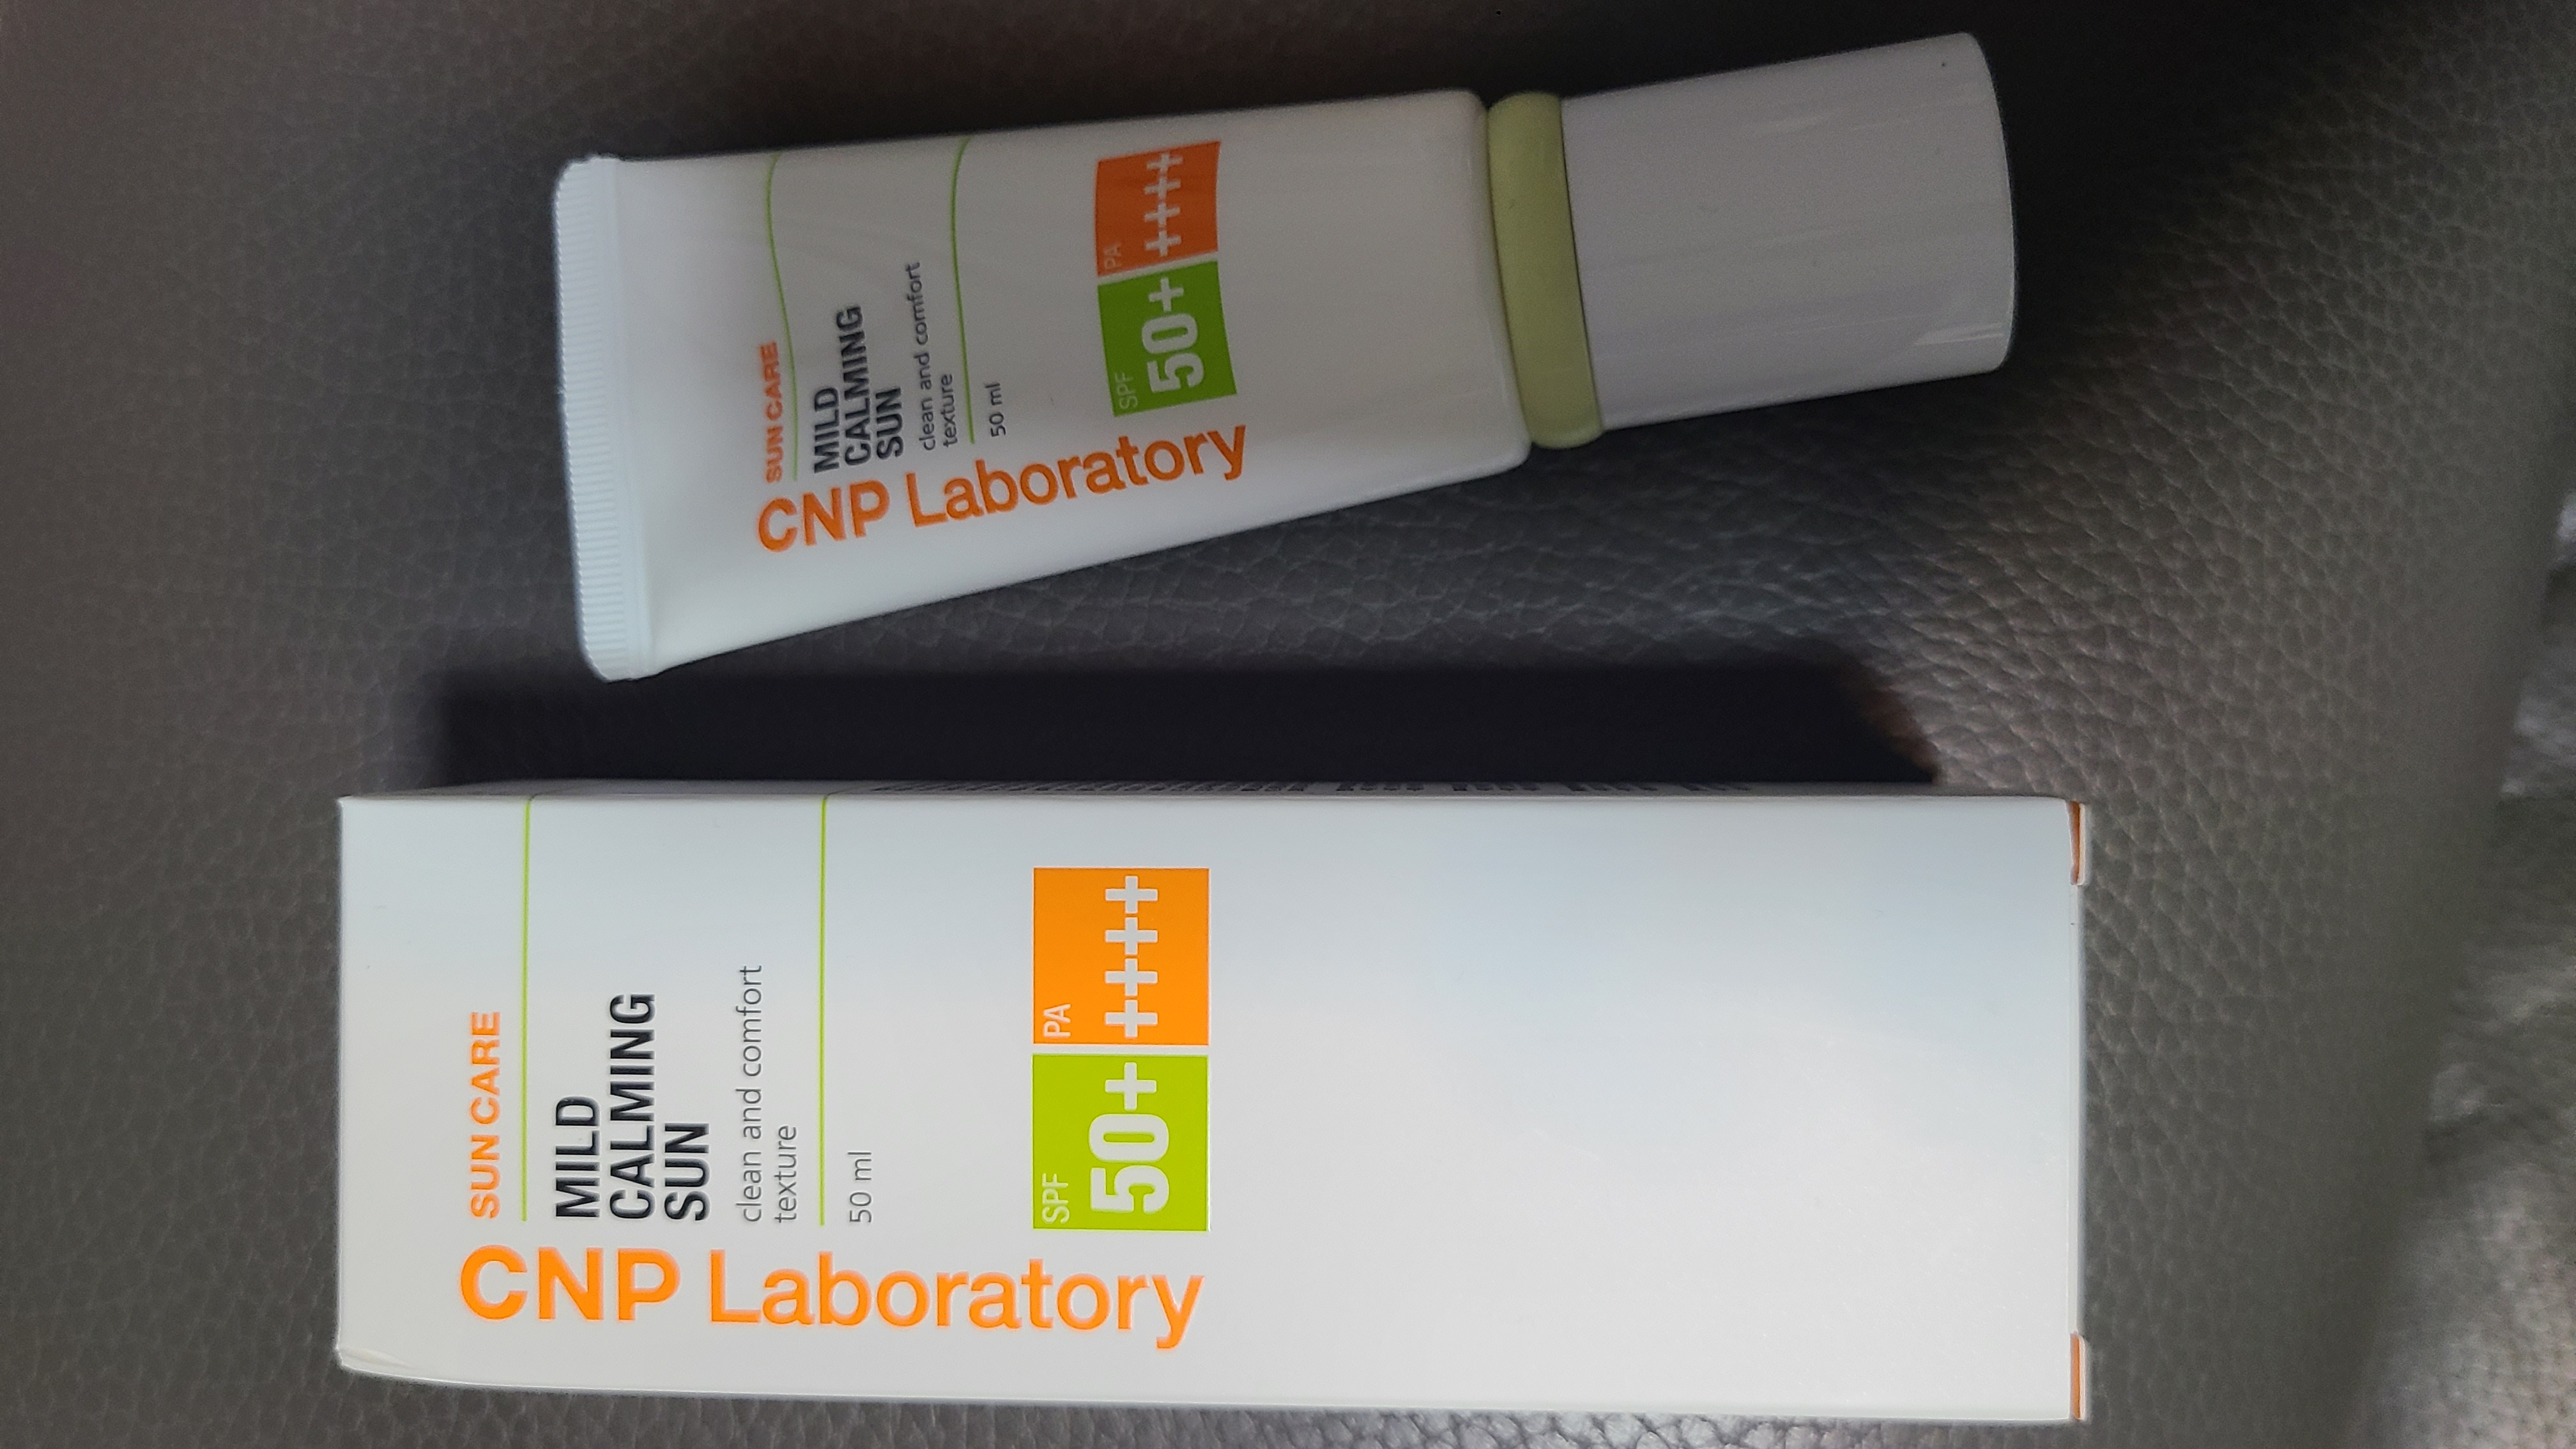 CNP Laboratory
SUN CARE
MILD
CALMING
SUN
clean and comfort
texture
50 ml
SPF
50+
PA
++++
CNP Laboratory
SUN CARE
MILD
CALMING
SUN
clean and comfort
texture
50 ml
SPF
50+
PA
++++